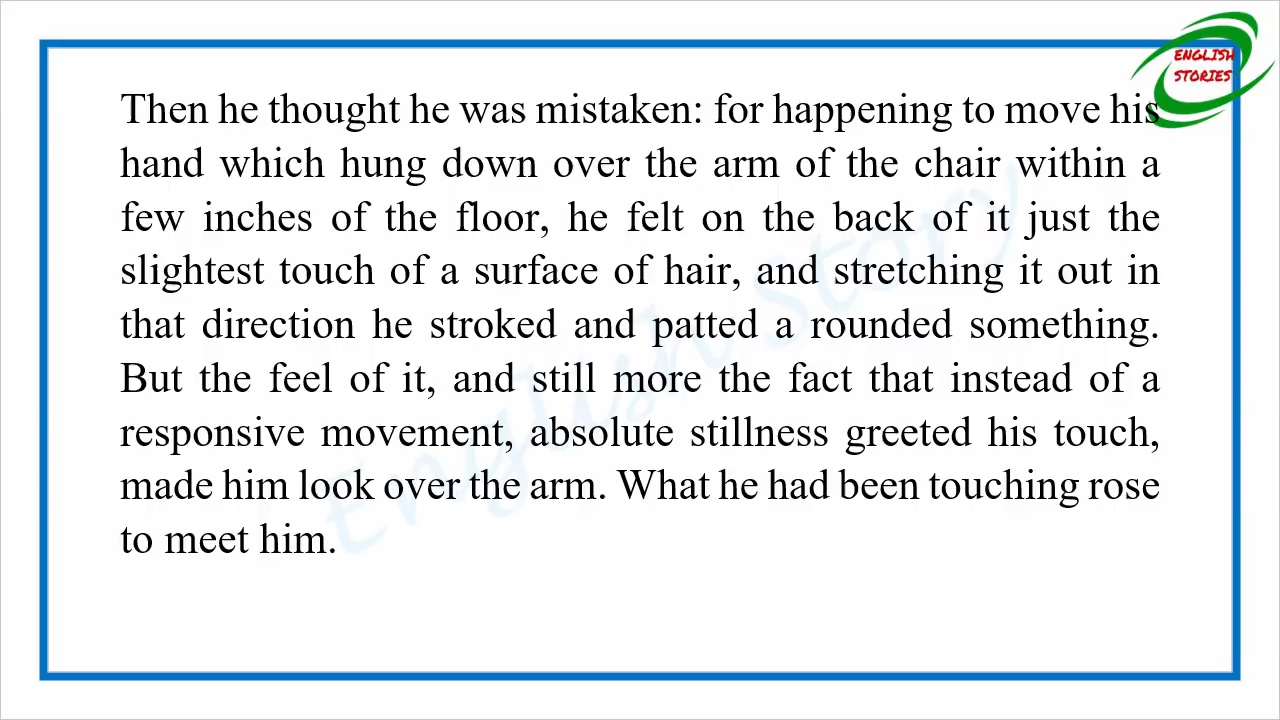 ENGLISH
STORIES
Then he thought he was mistaken: for happening to move his
hand which hung down over the arm of the chair within a
few inches of the floor, he felt on the back of it just the
slightest touch of a surface of hair, and stretching it out in
that direction he stroked and patted a rounded something.
But the feel of it, and still more the fact that instead of a
responsive movement, absolute stillness greeted his touch,
made him look over the arm. What he had been touching rose
to meet him.
English Story